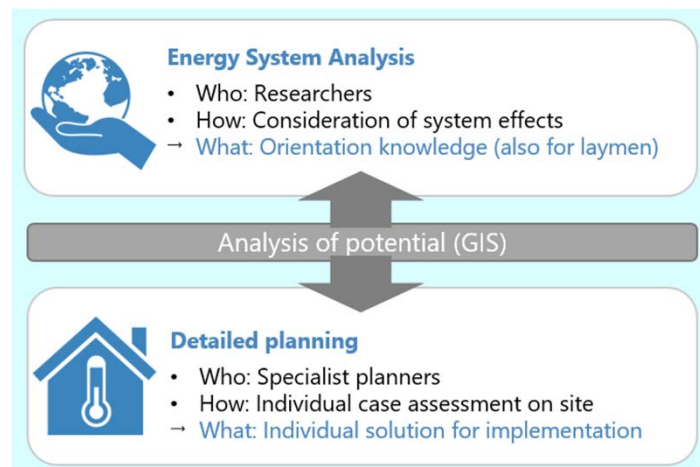 Energy System Analysis
• Who: Researchers
• How: Consideration of system effects
→ What: Orientation knowledge (also for laymen)
Analysis of potential (GIS)
Detailed planning
• Who: Specialist planners
• How: Individual case assessment on site
→ What: Individual solution for implementation